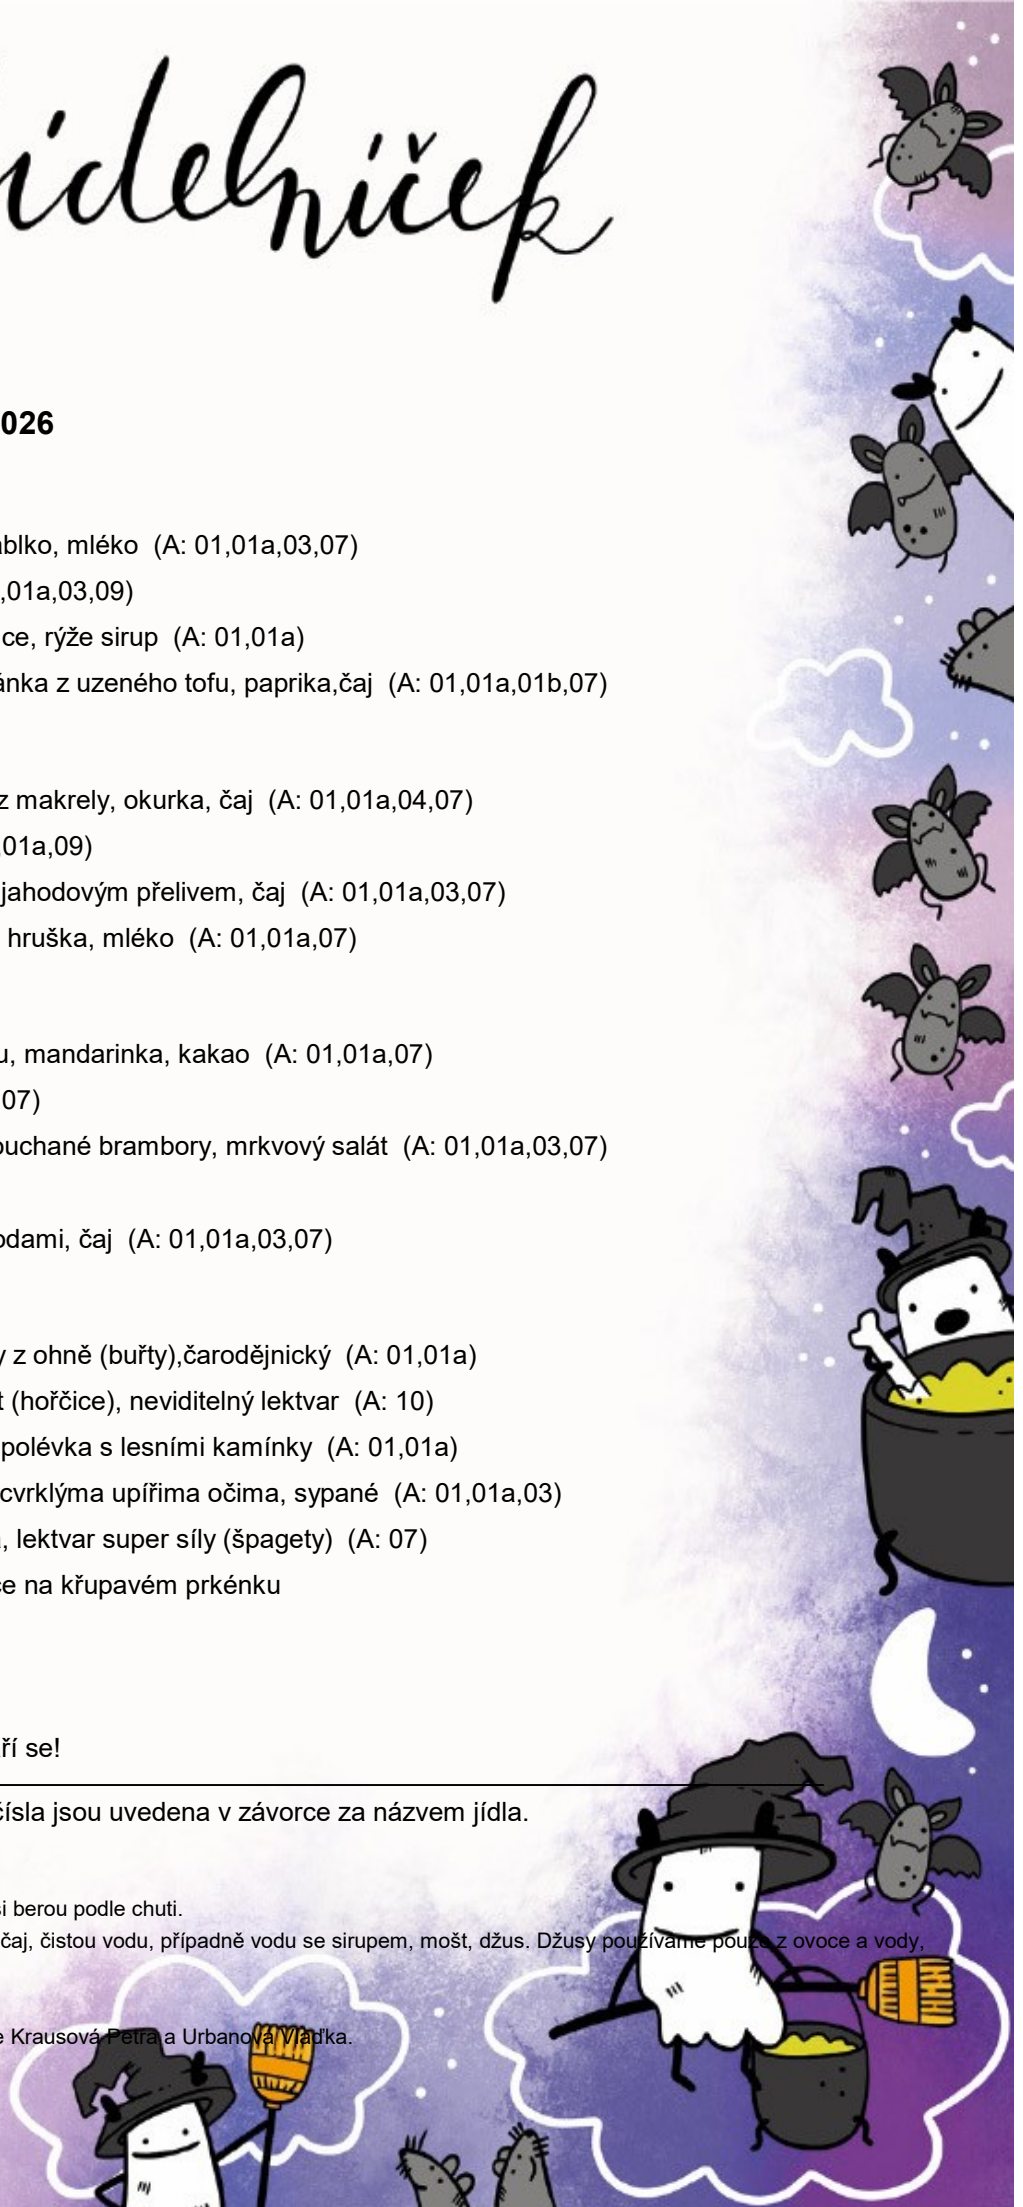 ídelníček
026
blko, mléko (A: 01,01a,03,07)
,01a,03,09)
ce, rýže sirup (A: 01,01a)
ánka z uzeného tofu, paprika,čaj (A: 01,01a,01b,07)
z makrely, okurka, čaj (A: 01,01a,04,07)
01a,09)
jahodovým přelivem, čaj (A: 01,01a,03,07)
hruška, mléko (A: 01,01a,07)
u, mandarinka, kakao (A: 01,01a,07)
07)
ouchané brambory, mrkvový salát (A: 01,01a,03,07)
odami, čaj (A: 01,01a,03,07)
y z ohně (buřty),čarodějnický (A: 01,01a)
t (hořčice), neviditelný lektvar (A: 10)
polévka s lesními kamínky (A: 01,01a)
cvrklýma upířima očima, sypané (A: 01,01a,03)
, lektvar super síly (špagety) (A: 07)
ce na křupavém prkénku
ří se!
čísla jsou uvedena v závorce za názvem jídla.
si berou podle chuti.
čaj, čistou vodu, případně vodu se sirupem, mošt, džus. Džusy používáme pouze z ovoce a vody,
e Krausová Petra a Urbanová Vlaďka.